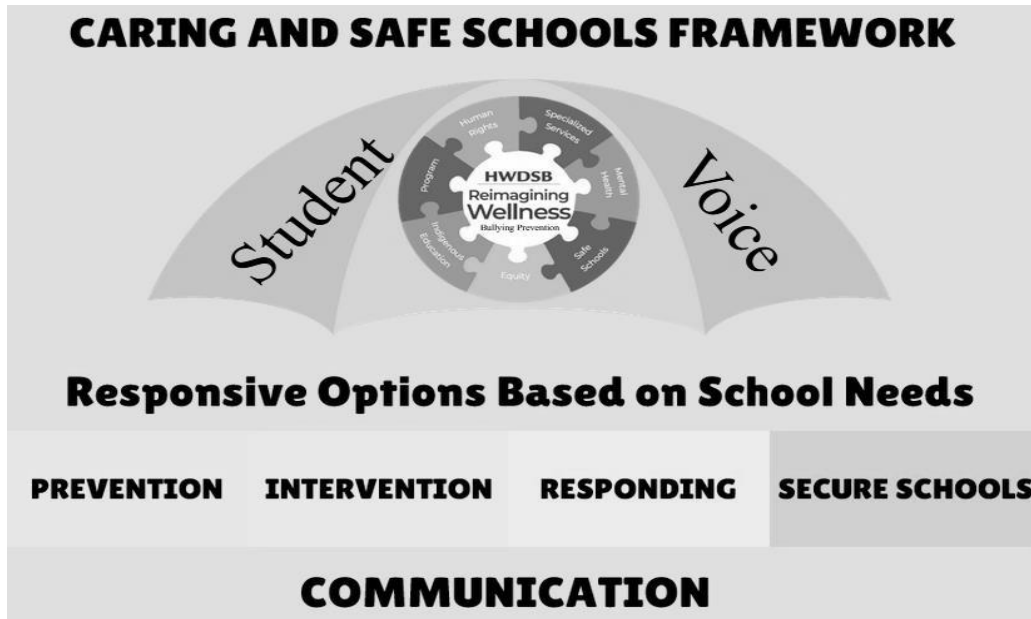 CARING AND SAFE SCHOOLS FRAMEWORK
Student
Voice
Human
Rights
Specialized
Services
Program
Mental
Health
HWDSB
Reimagining
Wellness
Bullying Prevention
Indigenous
Education
Safe
Schools
Equity
Responsive Options Based on School Needs
PREVENTION
INTERVENTION
RESPONDING
SECURE SCHOOLS
COMMUNICATION